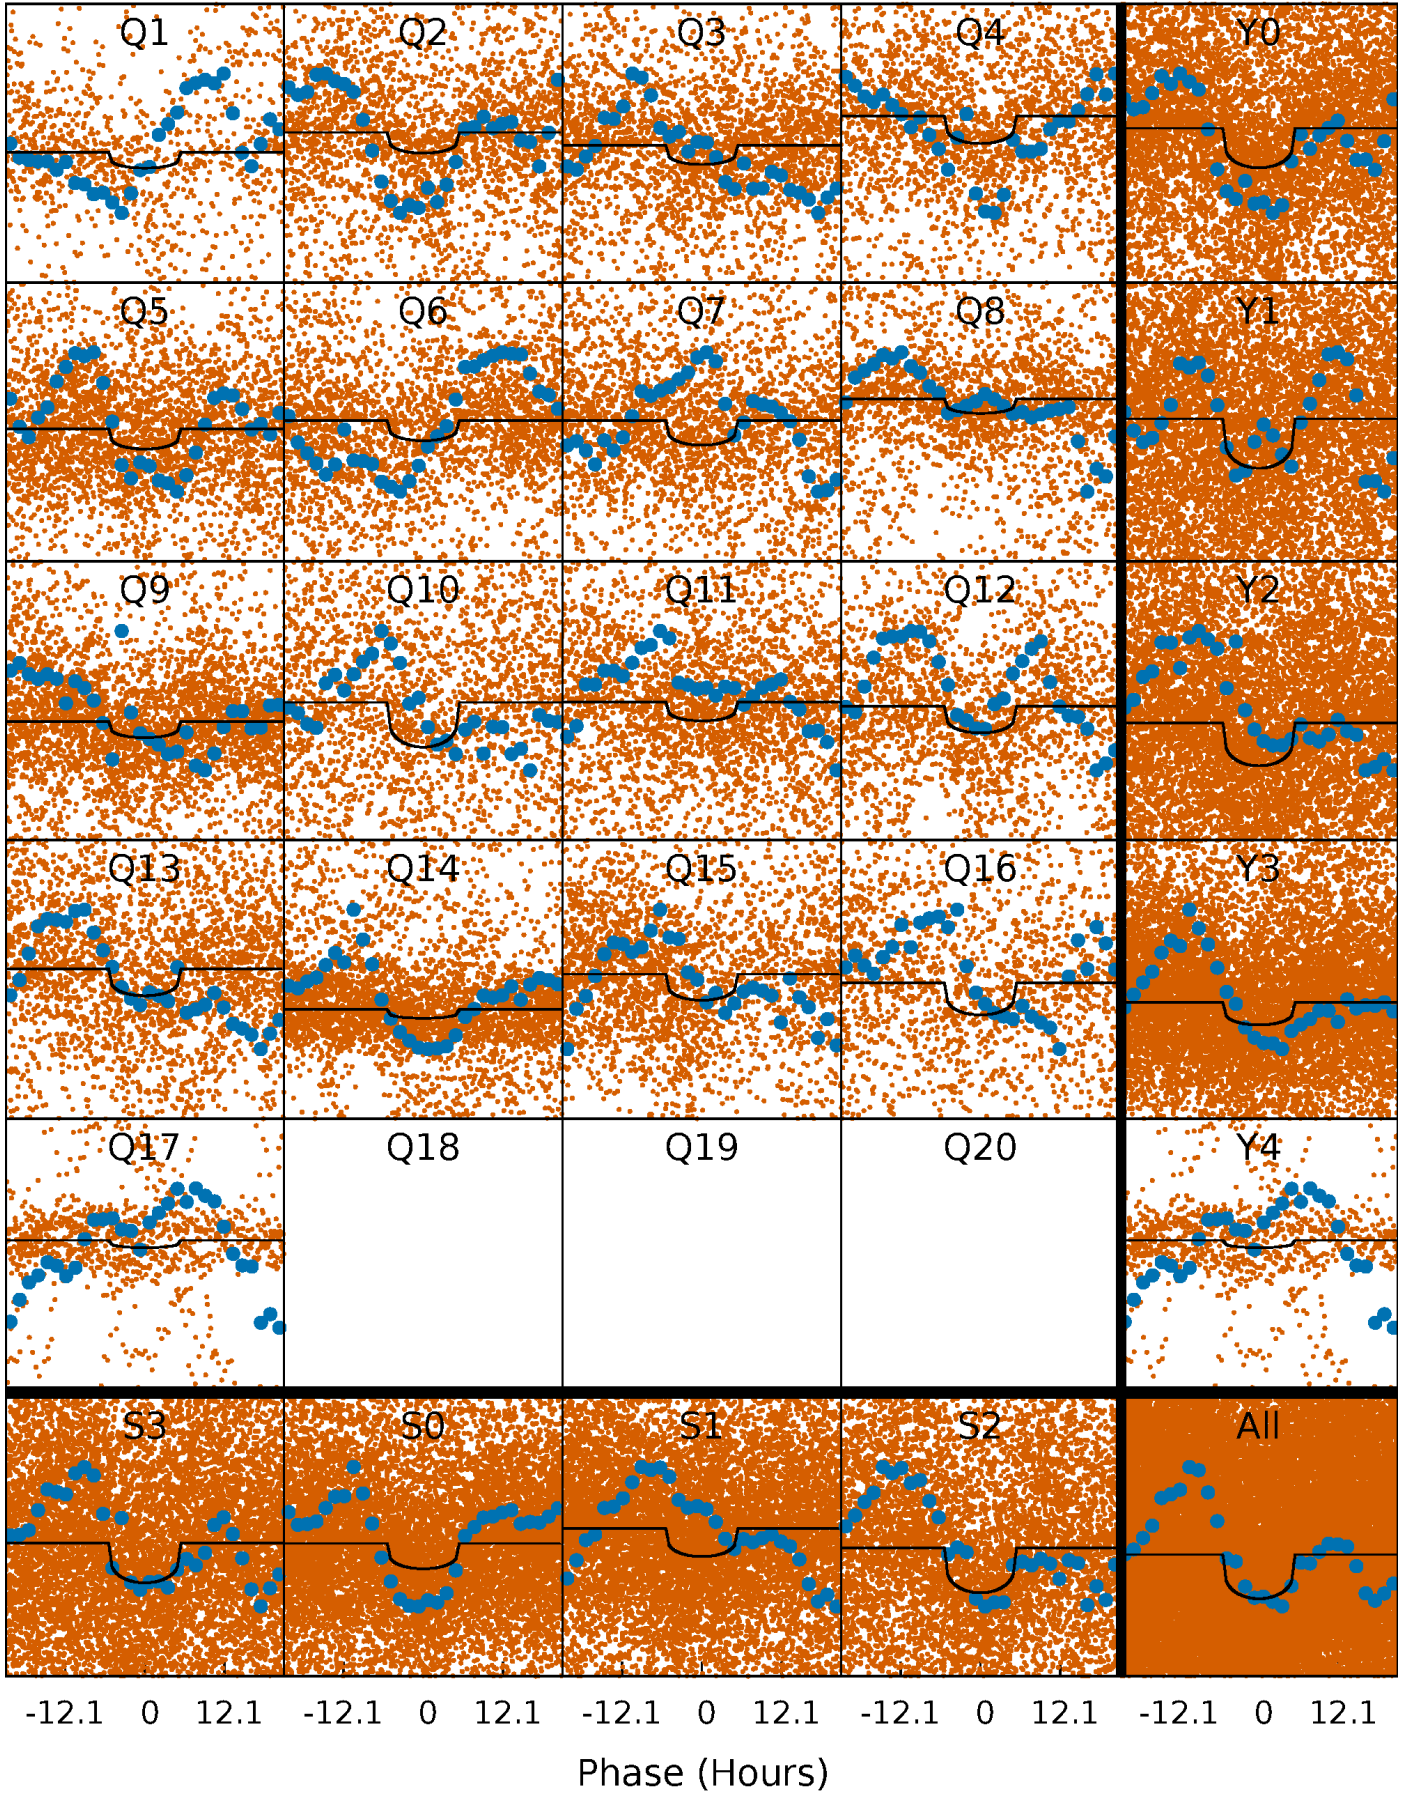 Q1 Q2 Q3 Q4 Y0
Q5 Q6 Q7 Q8 Y1
Q9 Q10 Q11 Q12 Y2
Q13 Q14 Q15 Q16 Y3
Q17 Q18 Q19 Q20 Y4
S3 S0 S1 S2 All
-12.1 0 12.1 -12.1 0 12.1 -12.1 0 12.1 -12.1 0 12.1 -12.1 0 12.1
Phase (Hours)